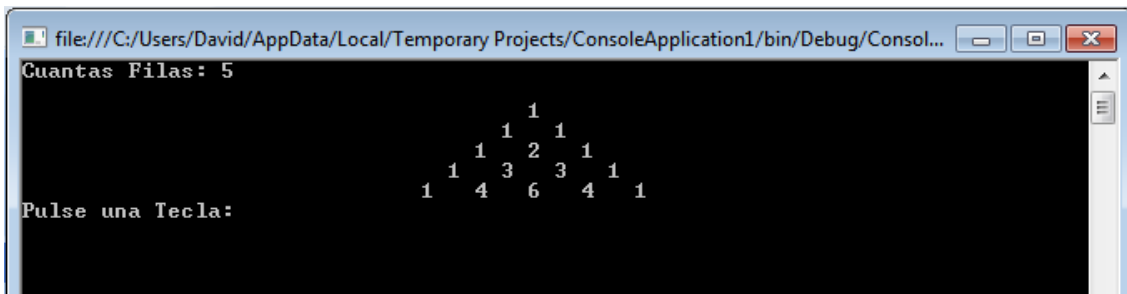 file:///C:/Users/David/AppData/Local/Temporary Projects/ConsoleApplication1/bin/Debug/Consol...
Cuantas Filas: 5
1
1 1
1 2 1
1 3 3 1
1 4 6 4 1
Pulse una Tecla: